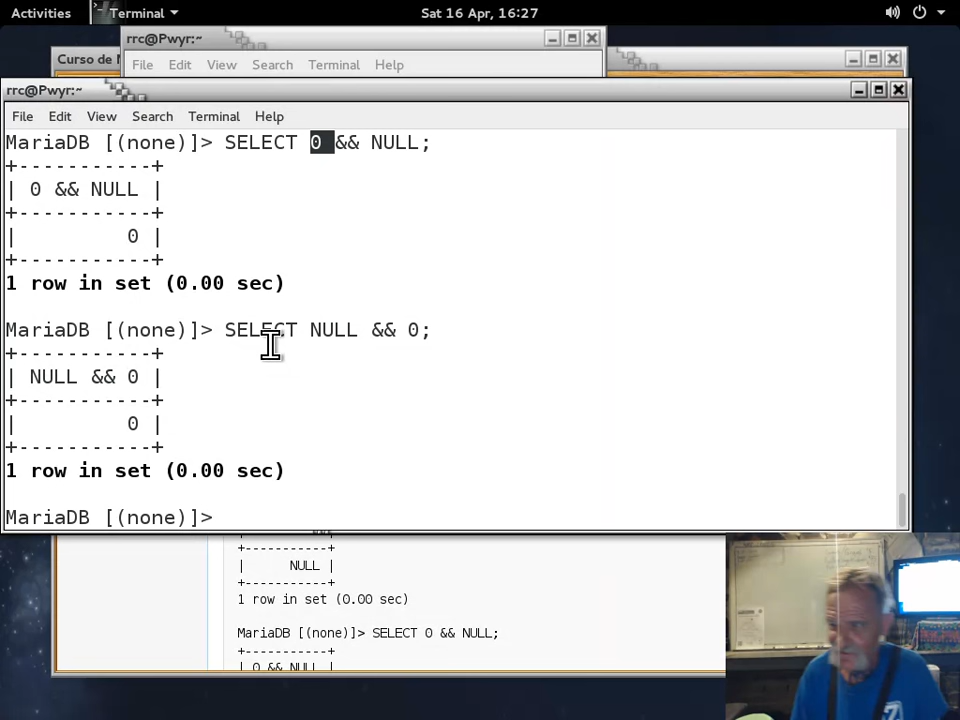 Activities
Terminal
Sat 16 Apr, 16:27
rrc@Pwyr:~
Curso de
File Edit View Search Terminal Help
rrc@Pwyr:~
File Edit View Search Terminal Help
MariaDB [(none)]> SELECT 0 && NULL;
+-----------+
| 0 && NULL |
+-----------+
|         0 |
+-----------+
1 row in set (0.00 sec)
MariaDB [(none)]> SELECT NULL && 0;
+-----------+
| NULL && 0 |
+-----------+
|         0 |
+-----------+
1 row in set (0.00 sec)
MariaDB [(none)]>
+-----------+
|      NULL |
+-----------+
1 row in set (0.00 sec)
MariaDB [(none)]> SELECT 0 && NULL;
+-----------+
| 0 && NULL |